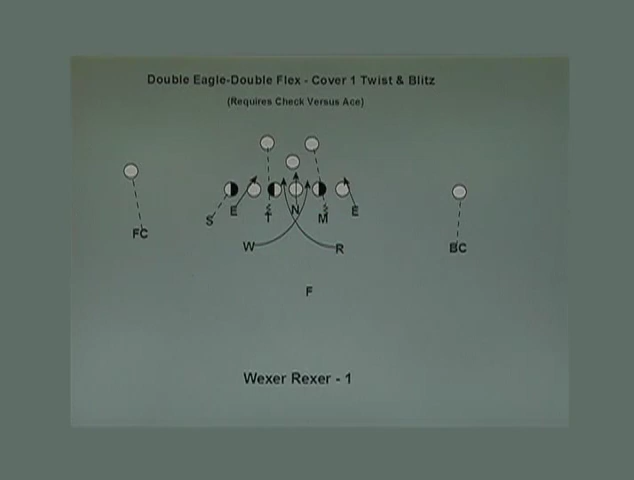 Double Eagle-Double Flex - Cover 1 Twist & Blitz
(Requires Check Versus Ace)
S E T N M E
FC W R BC
F
Wexer Rexer - 1